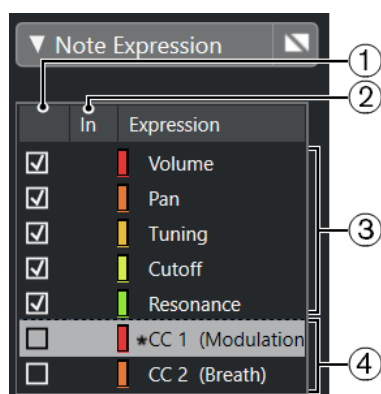 ▼ Note Expression
①
②
In Expression
Volume
Pan
③
Tuning
Cutoff
Resonance
*CC 1 (Modulation
④
CC 2 (Breath)